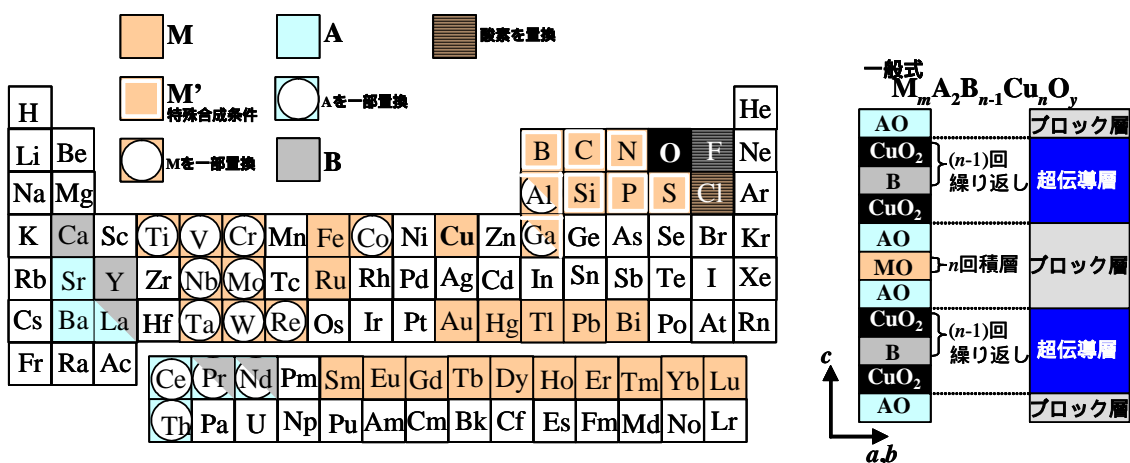 M
A
酸素を置換
M'
特殊合成条件
Aを一部置換
Mを一部置換
B
H He
Li Be B C N O F Ne
Na Mg Al Si P S Cl Ar
K Ca Sc Ti V Cr Mn Fe Co Ni Cu Zn Ga Ge As Se Br Kr
Rb Sr Y Zr Nb Mo Tc Ru Rh Pd Ag Cd In Sn Sb Te I Xe
Cs Ba La Hf Ta W Re Os Ir Pt Au Hg Tl Pb Bi Po At Rn
Fr Ra Ac
Ce Pr Nd Pm Sm Eu Gd Tb Dy Ho Er Tm Yb Lu
Th Pa U Np Pu Am Cm Bk Cf Es Fm Md No Lr
一般式
MmA2Bn-1CunOy
AO ブロック層
CuO2
B (n-1)回
繰り返し 超伝導層
CuO2
AO
MO n回積層 ブロック層
AO
CuO2
B (n-1)回
繰り返し 超伝導層
CuO2
AO ブロック層
c
a,b